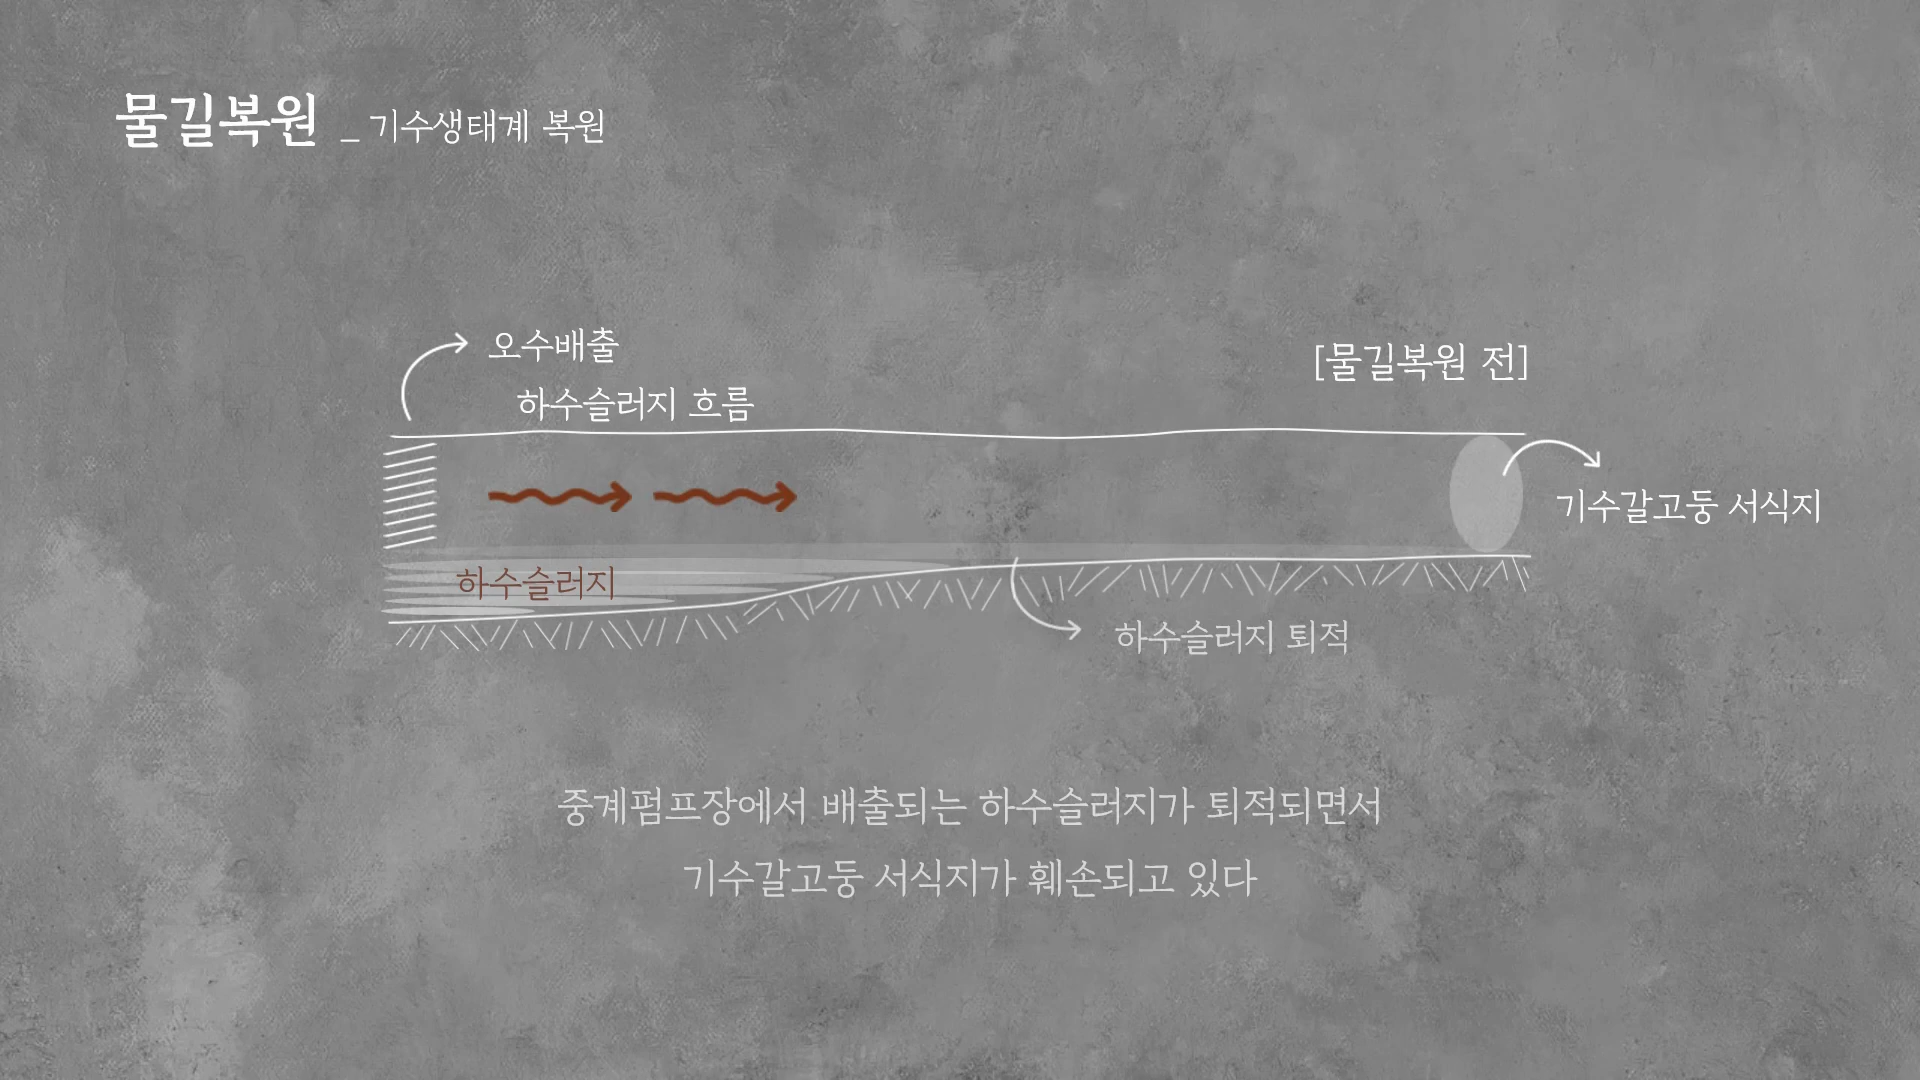 물길복원 _ 기수생태계 복원
오수배출
하수슬러지 흐름
[물길복원 전]
기수갈고둥 서식지
하수슬러지
하수슬러지 퇴적
중계펌프장에서 배출되는 하수슬러지가 퇴적되면서
기수갈고둥 서식지가 훼손되고 있다